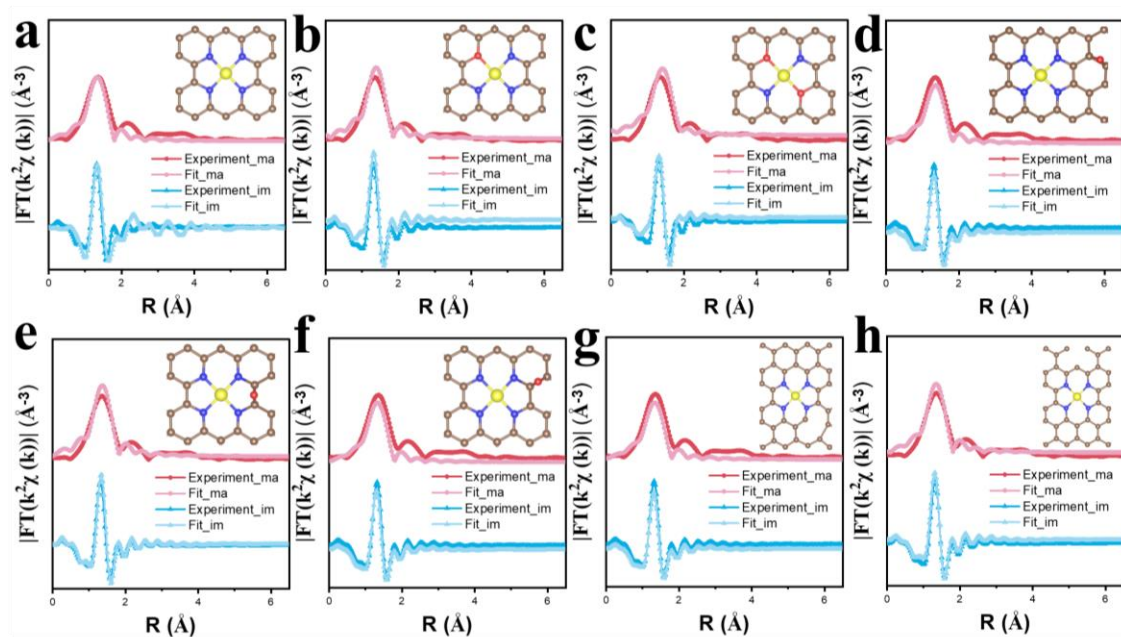 a
|FT(k²χ (k))| (Å-³)
Experiment_ma
Fit_ma
Experiment_im
Fit_im
0 2 4 6
R (Å)
b
|FT(k²χ (k))| (Å-³)
Experiment_ma
Fit_ma
Experiment_im
Fit_im
0 2 4 6
R (Å)
c
|FT(k²χ (k))| (Å-³)
Experiment_ma
Fit_ma
Experiment_im
Fit_im
0 2 4 6
R (Å)
d
|FT(k²χ (k))| (Å-³)
Experiment_ma
Fit_ma
Experiment_im
Fit_im
0 2 4 6
R (Å)
e
|FT(k²χ (k))| (Å-³)
Experiment_ma
Fit_ma
Experiment_im
Fit_im
0 2 4 6
R (Å)
f
|FT(k²χ (k))| (Å-³)
Experiment_ma
Fit_ma
Experiment_im
Fit_im
0 2 4 6
R (Å)
g
|FT(k²χ (k))| (Å-³)
Experiment_ma
Fit_ma
Experiment_im
Fit_im
0 2 4 6
R (Å)
h
|FT(k²χ (k))| (Å-³)
Experiment_ma
Fit_ma
Experiment_im
Fit_im
0 2 4 6
R (Å)